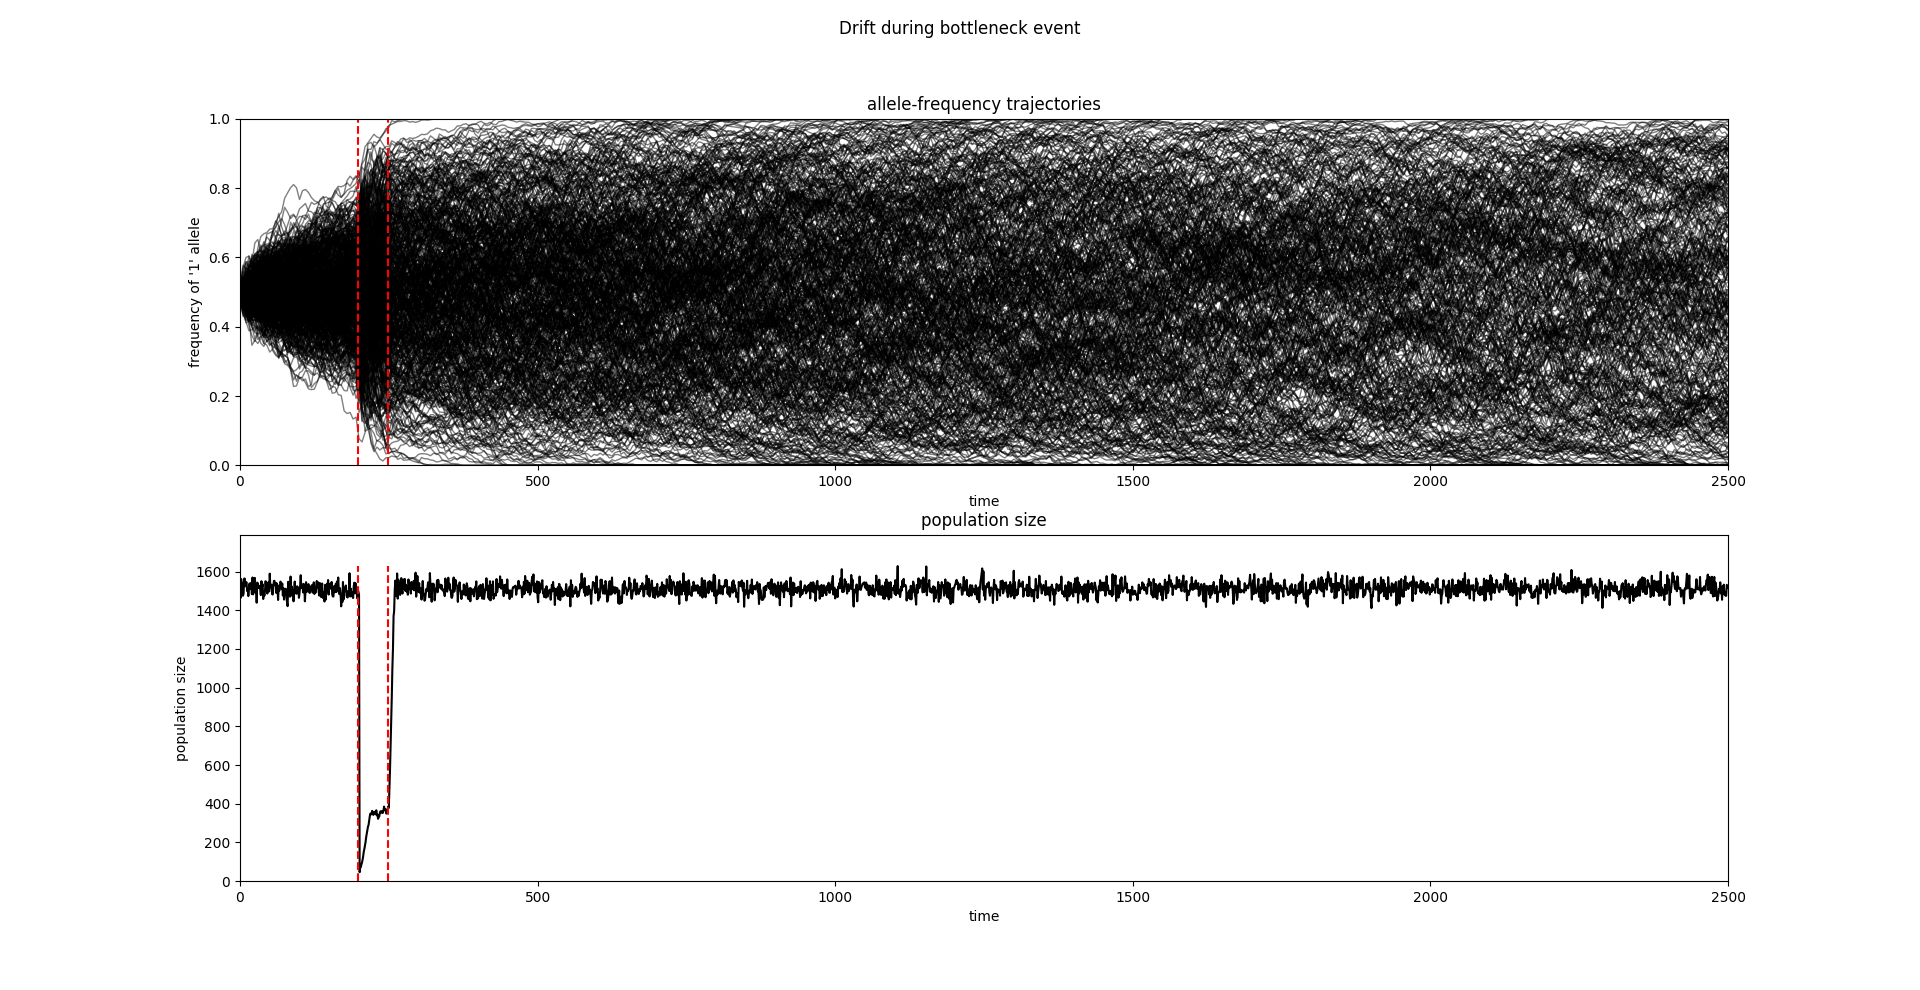 Drift during bottleneck event
allele-frequency trajectories
1.0
0.8
0.6
0.4
0.2
0.0
frequency of '1' allele
0 500 1000 1500 2000 2500
time
population size
1600
1400
1200
1000
800
600
400
200
0
population size
0 500 1000 1500 2000 2500
time